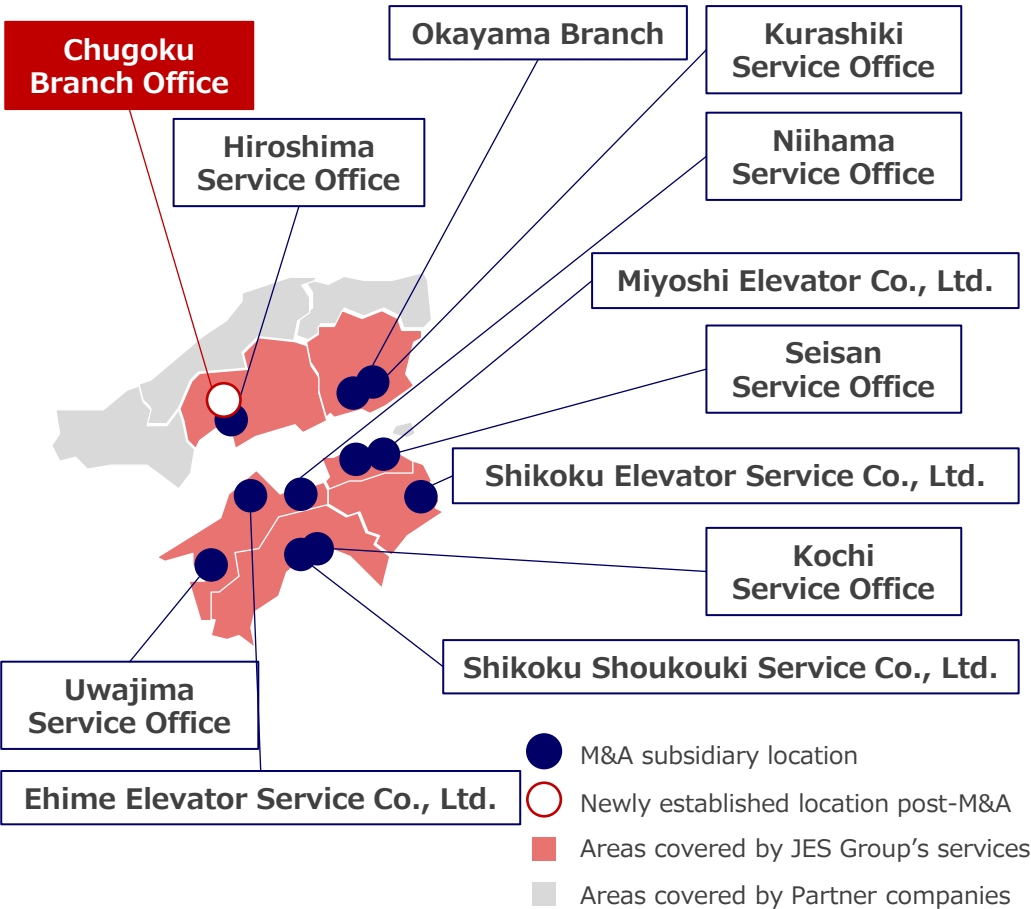 Chugoku
Branch Office
Okayama Branch
Kurashiki
Service Office
Hiroshima
Service Office
Niihama
Service Office
Miyoshi Elevator Co., Ltd.
Seisan
Service Office
Shikoku Elevator Service Co., Ltd.
Kochi
Service Office
Shikoku Shoukouki Service Co., Ltd.
Uwajima
Service Office
Ehime Elevator Service Co., Ltd.
M&A subsidiary location
Newly established location post-M&A
Areas covered by JES Group’s services
Areas covered by Partner companies